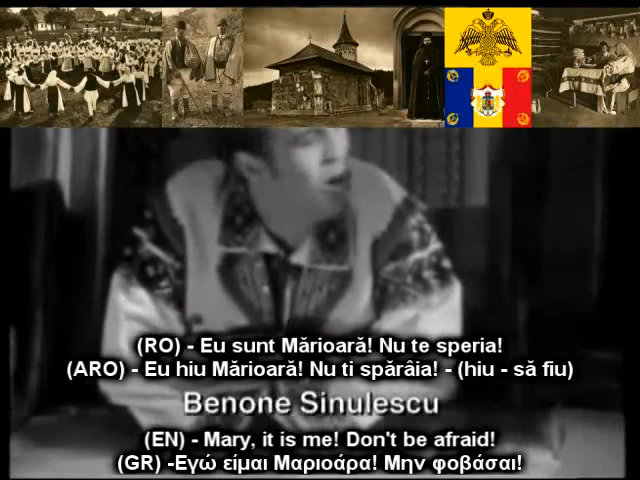 (RO) - Eu sunt Mărioară! Nu te speria!
(ARO) - Eu hiu Mărioară! Nu ti spărâia! - (hiu - să fiu)
Benone Sinulescu
(EN) - Mary, it is me! Don't be afraid!
(GR) -Εγώ είμαι Μαριοάρα! Μην φοβάσαι!